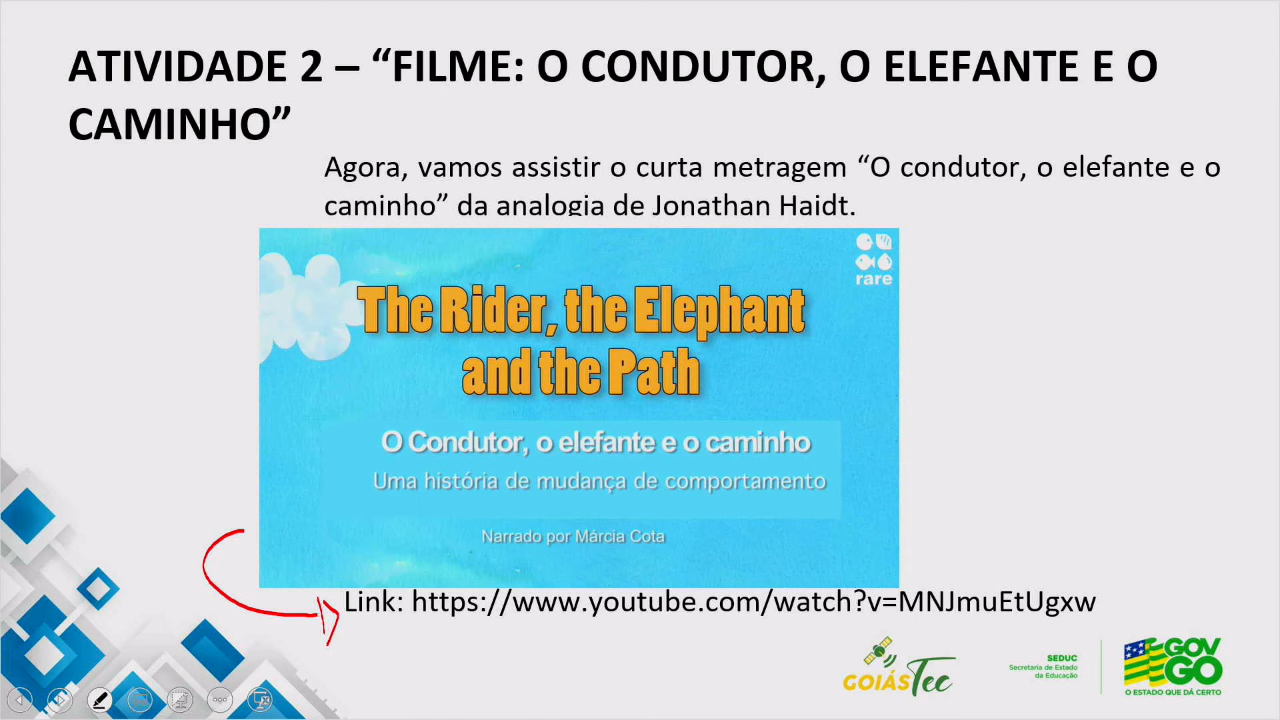 ATIVIDADE 2 – “FILME: O CONDUTOR, O ELEFANTE E O
CAMINHO”
Agora, vamos assistir o curta metragem “O condutor, o elefante e o
caminho” da analogia de Jonathan Haidt.
rare
The Rider, the Elephant
and the Path
O Condutor, o elefante e o caminho
Uma história de mudança de comportamento
Narrado por Márcia Cota
Link: https://www.youtube.com/watch?v=MNJmuEtUgxw
GOIÁS Tec
SEDUC
Secretaria de Estado
da Educação
GOV
GO
O ESTADO QUE DÁ CERTO